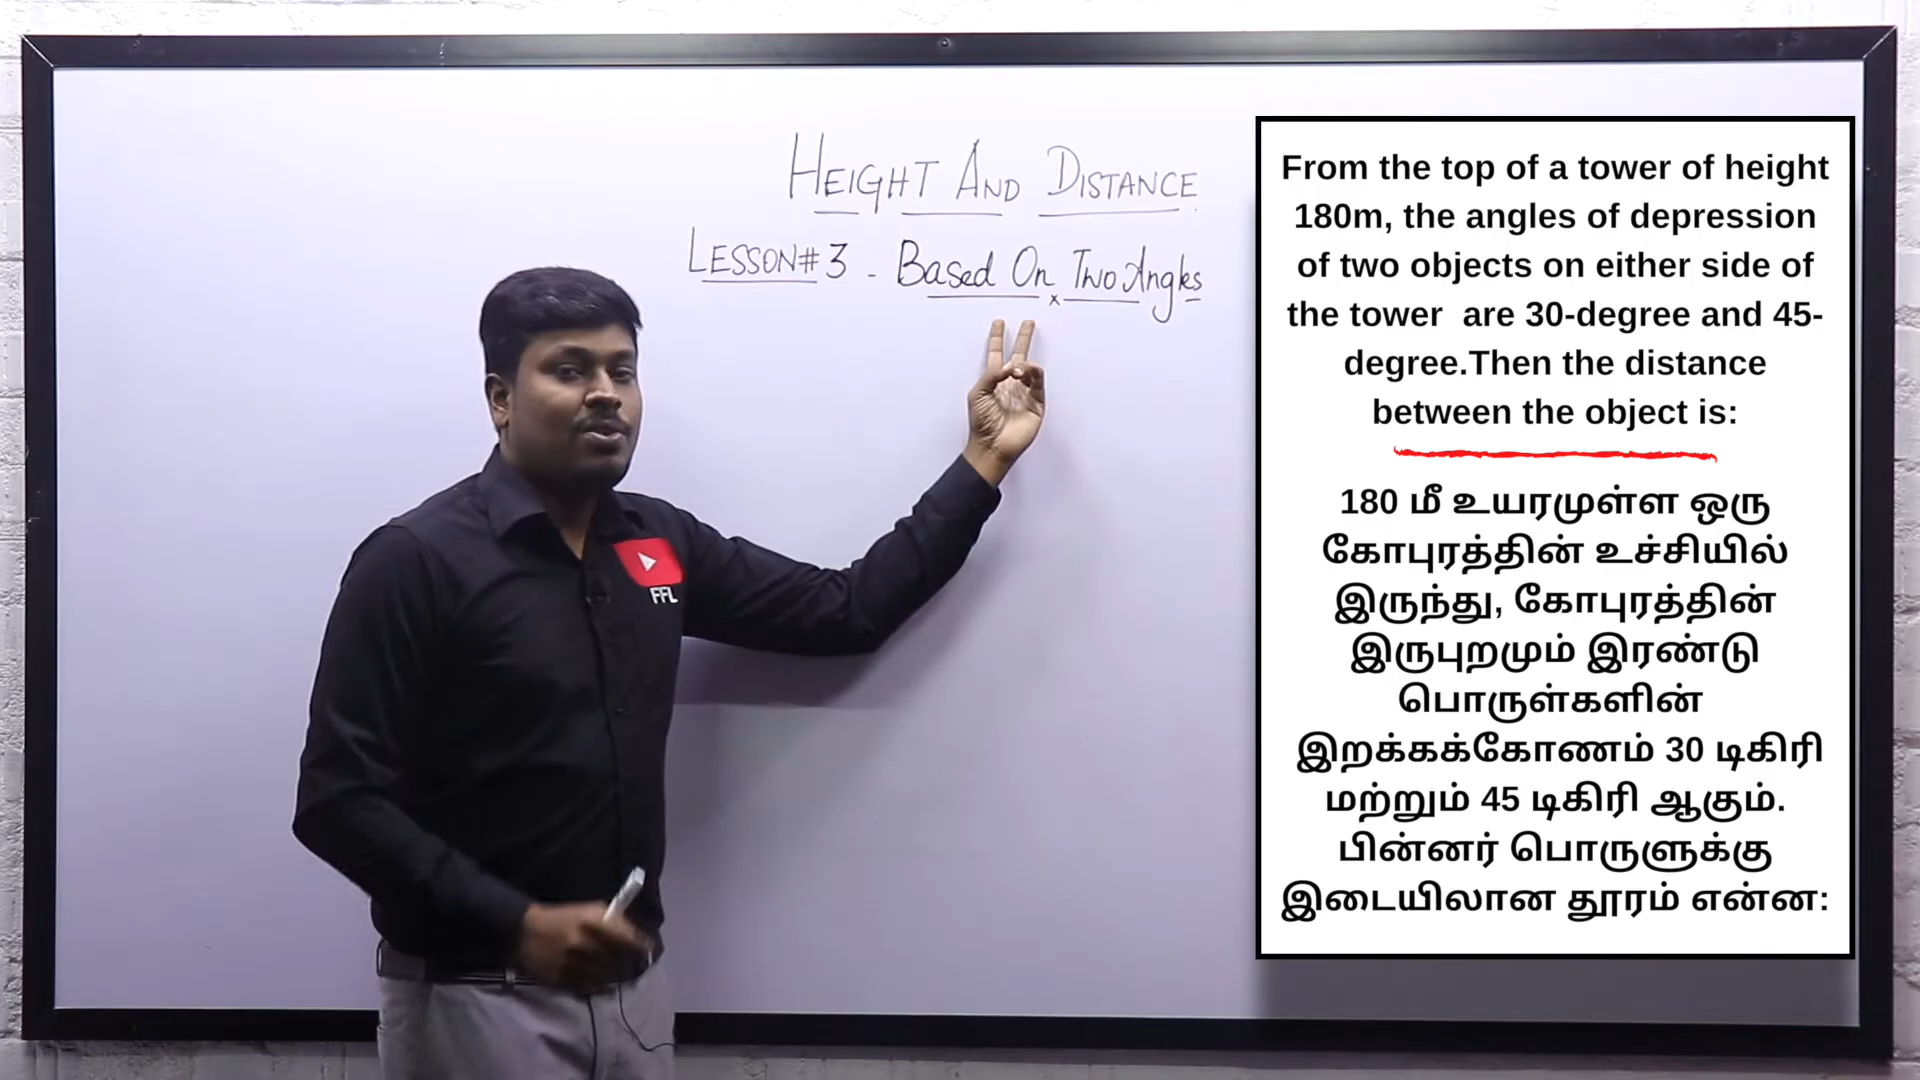 HEIGHT AND DISTANCE
LESSON#3 - Based On Two Angles
From the top of a tower of height
180m, the angles of depression
of two objects on either side of
the tower are 30-degree and 45-
degree.Then the distance
between the object is:
180 மீ உயரமுள்ள ஒரு
கோபுரத்தின் உச்சியில்
இருந்து, கோபுரத்தின்
இருபுறமும் இரண்டு
பொருள்களின்
இறக்கக்கோணம் 30 டிகிரி
மற்றும் 45 டிகிரி ஆகும்.
பின்னர் பொருளுக்கு
இடையிலான தூரம் என்ன:
FFL